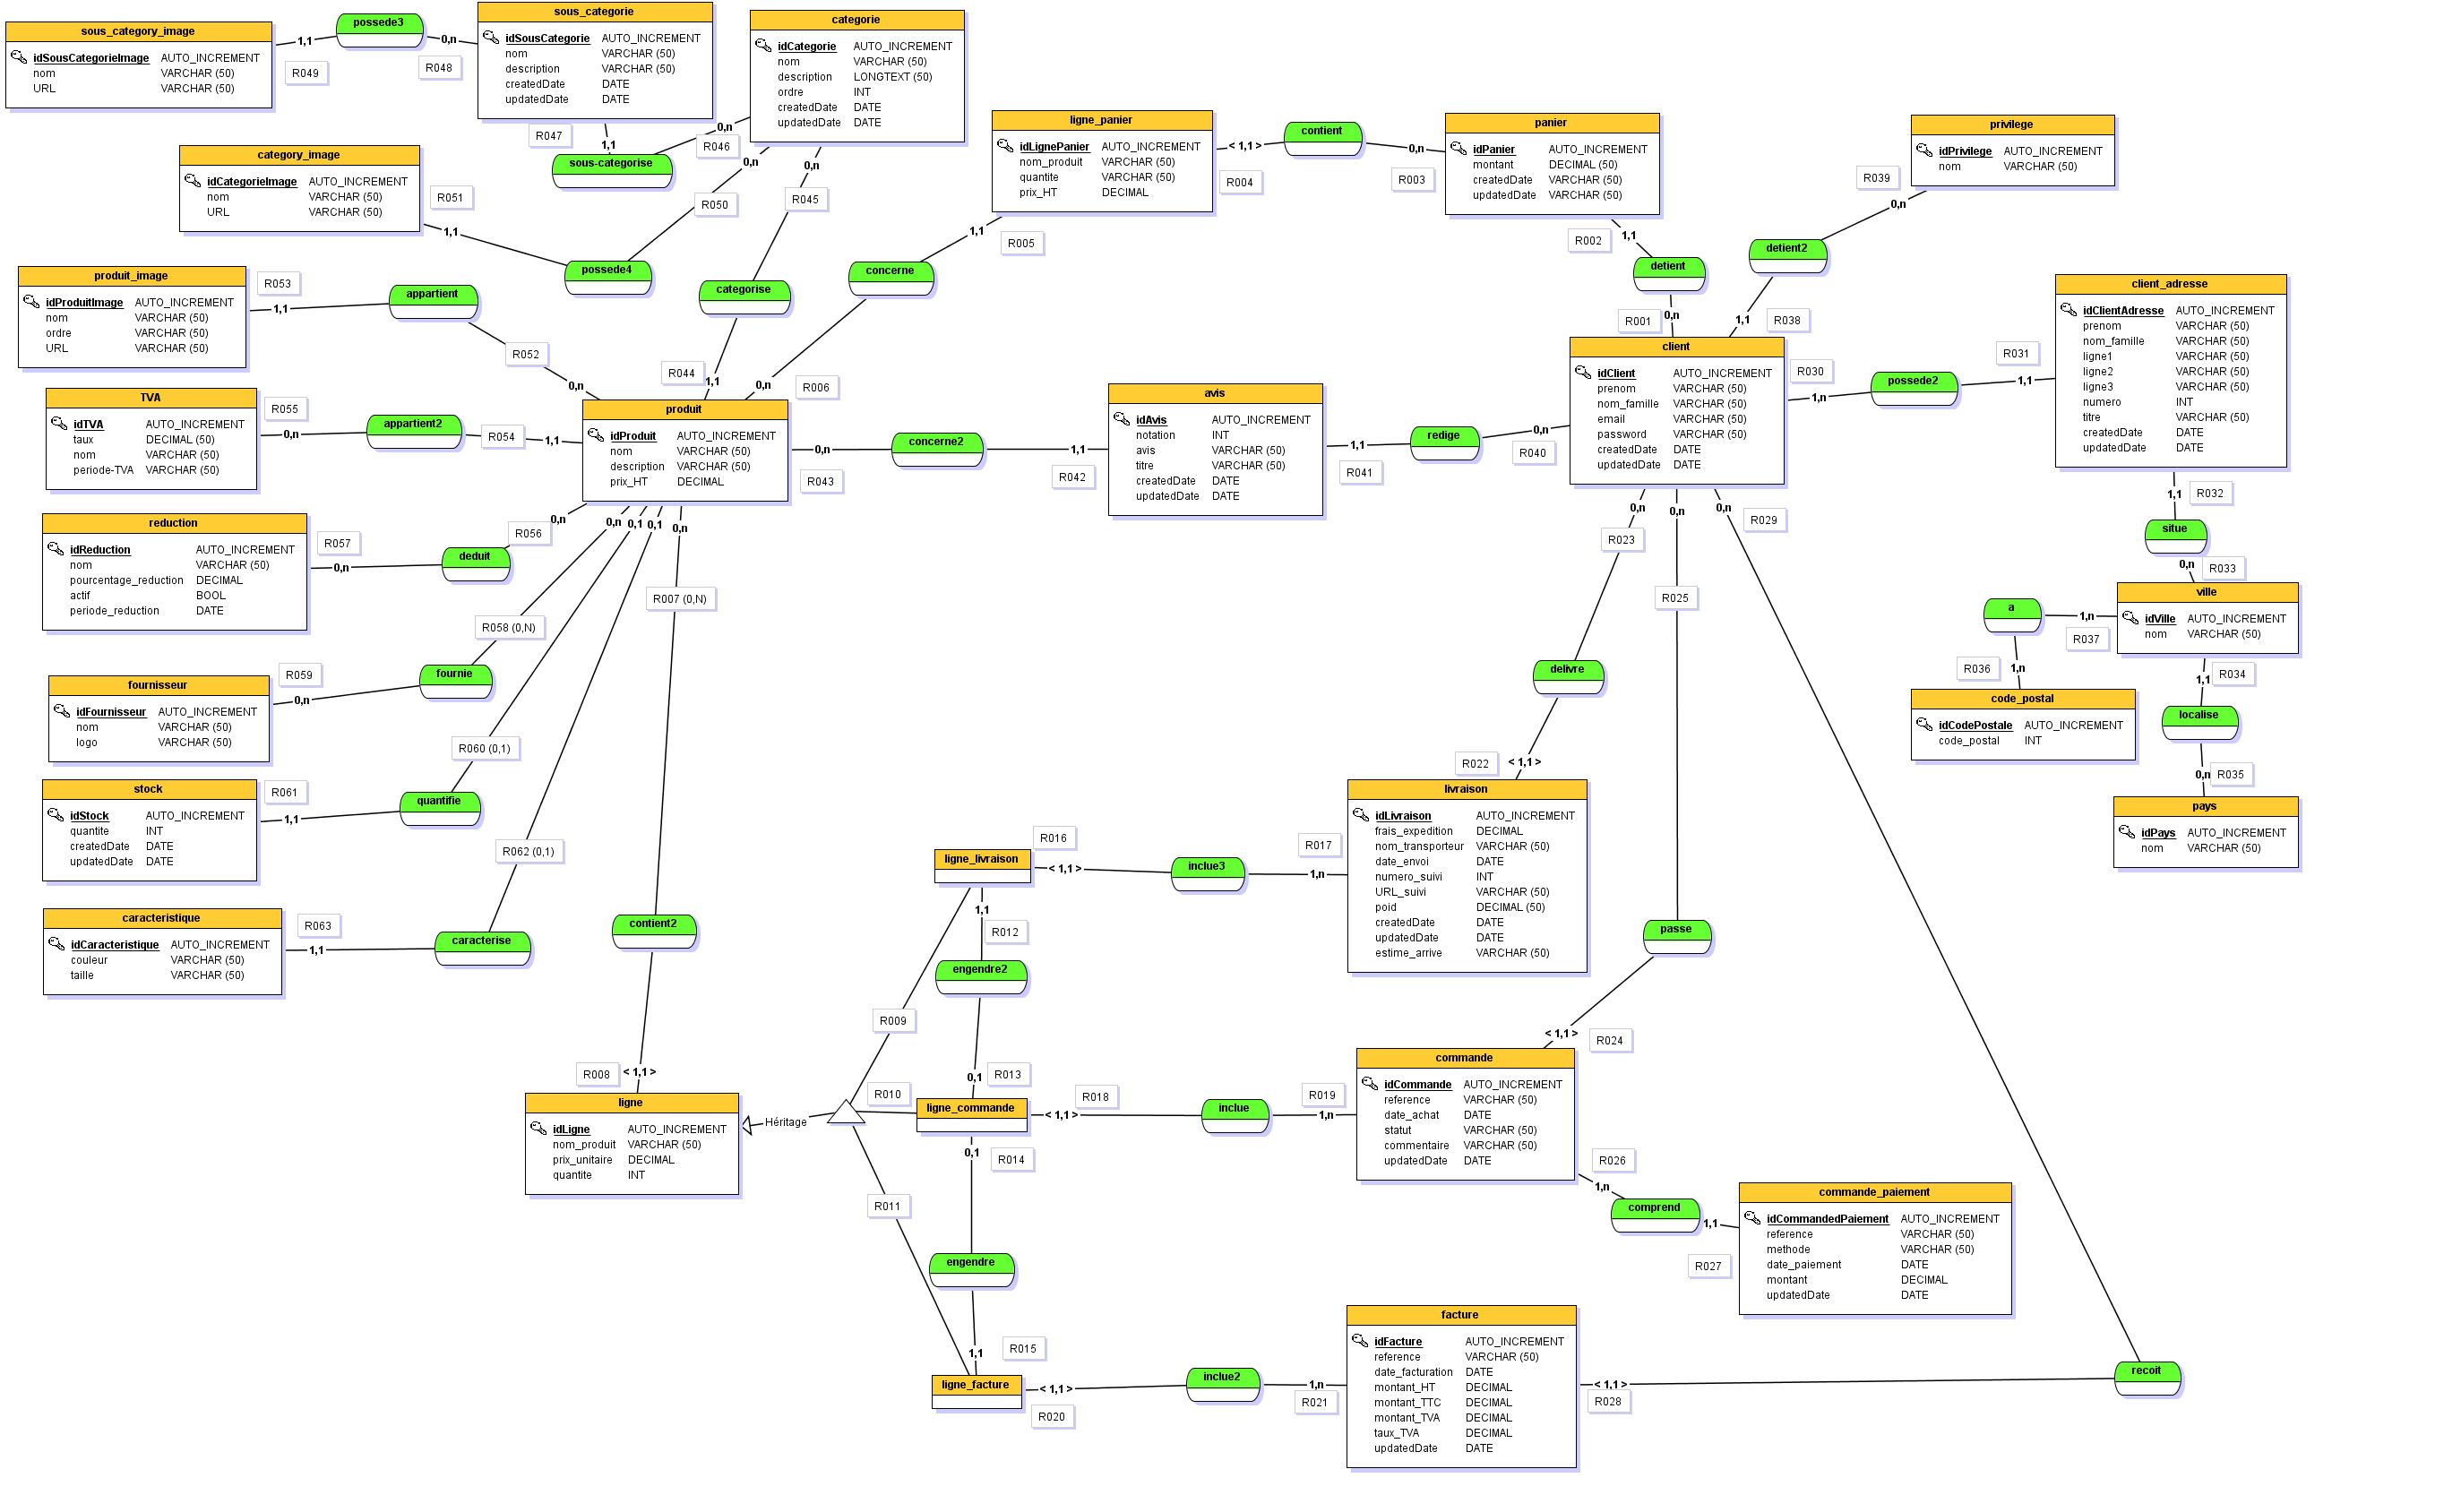 sous_category_image
idSousCategorieImage AUTO_INCREMENT
nom VARCHAR (50)
URL VARCHAR (50)
1,1
R049
possede3
0,n
R048
sous_categorie
idSousCategorie AUTO_INCREMENT
nom VARCHAR (50)
description VARCHAR (50)
createdDate DATE
updatedDate DATE
R047
1,1
sous-categorise
0,n
R046
categorie
idCategorie AUTO_INCREMENT
nom VARCHAR (50)
description LONGTEXT (50)
ordre INT
createdDate DATE
updatedDate DATE
category_image
idCategorieImage AUTO_INCREMENT
nom VARCHAR (50)
URL VARCHAR (50)
R051
1,1
possede4
R050
0,n
0,n
R045
categorise
R044
1,1
ligne_panier
idLignePanier AUTO_INCREMENT
nom_produit VARCHAR (50)
quantite VARCHAR (50)
prix_HT DECIMAL
< 1,1 >
R004
contient
0,n
R003
panier
idPanier AUTO_INCREMENT
montant DECIMAL (50)
createdDate VARCHAR (50)
updatedDate VARCHAR (50)
R002
1,1
detient
R001
0,n
privilege
idPrivilege AUTO_INCREMENT
nom VARCHAR (50)
R039
0,n
detient2
1,1
R038
1,1
R005
concerne
0,n
R006
produit_image
idProduitImage AUTO_INCREMENT
nom VARCHAR (50)
ordre VARCHAR (50)
URL VARCHAR (50)
R053
1,1
appartient
R052
0,n
TVA
idTVA AUTO_INCREMENT
taux DECIMAL (50)
nom VARCHAR (50)
periode-TVA VARCHAR (50)
R055
0,n
appartient2
R054
1,1
produit
idProduit AUTO_INCREMENT
nom VARCHAR (50)
description VARCHAR (50)
prix_HT DECIMAL
0,n
R043
concerne2
1,1
R042
avis
idAvis AUTO_INCREMENT
notation INT
avis VARCHAR (50)
titre VARCHAR (50)
createdDate DATE
updatedDate DATE
1,1
R041
redige
0,n
R040
client
idClient AUTO_INCREMENT
prenom VARCHAR (50)
nom_famille VARCHAR (50)
email VARCHAR (50)
password VARCHAR (50)
createdDate DATE
updatedDate DATE
R030
1,n
possede2
R031
1,1
client_adresse
idClientAdresse AUTO_INCREMENT
prenom VARCHAR (50)
nom_famille VARCHAR (50)
ligne1 VARCHAR (50)
ligne2 VARCHAR (50)
ligne3 VARCHAR (50)
numero INT
titre VARCHAR (50)
createdDate DATE
updatedDate DATE
1,1
R032
situe
0,n
R033
ville
idVille AUTO_INCREMENT
nom VARCHAR (50)
a
1,n
R037
R036
1,n
code_postal
idCodePostale AUTO_INCREMENT
code_postal INT
R034
1,1
localise
0,n
R035
pays
idPays AUTO_INCREMENT
nom VARCHAR (50)
reduction
idReduction AUTO_INCREMENT
nom VARCHAR (50)
pourcentage_reduction DECIMAL
actif BOOL
periode_reduction DATE
R057
0,n
deduit
R056
0,n
fournisseur
idFournisseur AUTO_INCREMENT
nom VARCHAR (50)
logo VARCHAR (50)
R059
0,n
fournie
R058 (0,N)
0,n
stock
idStock AUTO_INCREMENT
quantite INT
createdDate DATE
updatedDate DATE
R061
1,1
quantifie
R060 (0,1)
0,1
caracteristique
idCaracteristique AUTO_INCREMENT
couleur VARCHAR (50)
taille VARCHAR (50)
R063
1,1
caracterise
R062 (0,1)
0,1
0,n
R007 (0,N)
contient2
R008
< 1,1 >
ligne
idLigne AUTO_INCREMENT
nom_produit VARCHAR (50)
prix_unitaire DECIMAL
quantite INT
Héritage
R009
R010
R011
ligne_livraison
R016
< 1,1 >
inclue3
R017
1,n
1,1
R012
engendre2
0,1
R013
ligne_commande
R018
< 1,1 >
inclue
R019
1,n
0,1
R014
engendre
1,1
R015
ligne_facture
< 1,1 >
R020
inclue2
1,n
R021
0,n
R023
delivre
R022
< 1,1 >
livraison
idLivraison AUTO_INCREMENT
frais_expedition DECIMAL
nom_transporteur VARCHAR (50)
date_envoi DATE
numero_suivi INT
URL_suivi VARCHAR (50)
poid DECIMAL (50)
createdDate DATE
updatedDate DATE
estime_arrive VARCHAR (50)
0,n
R025
passe
< 1,1 >
R024
commande
idCommande AUTO_INCREMENT
reference VARCHAR (50)
date_achat DATE
statut VARCHAR (50)
commentaire VARCHAR (50)
updatedDate DATE
R026
1,n
comprend
1,1
R027
commande_paiement
idCommandedPaiement AUTO_INCREMENT
reference VARCHAR (50)
methode VARCHAR (50)
date_paiement DATE
montant DECIMAL
updatedDate DATE
facture
idFacture AUTO_INCREMENT
reference VARCHAR (50)
date_facturation DATE
montant_HT DECIMAL
montant_TTC DECIMAL
montant_TVA DECIMAL
taux_TVA DECIMAL
updatedDate DATE
< 1,1 >
R028
recoit
0,n
R029